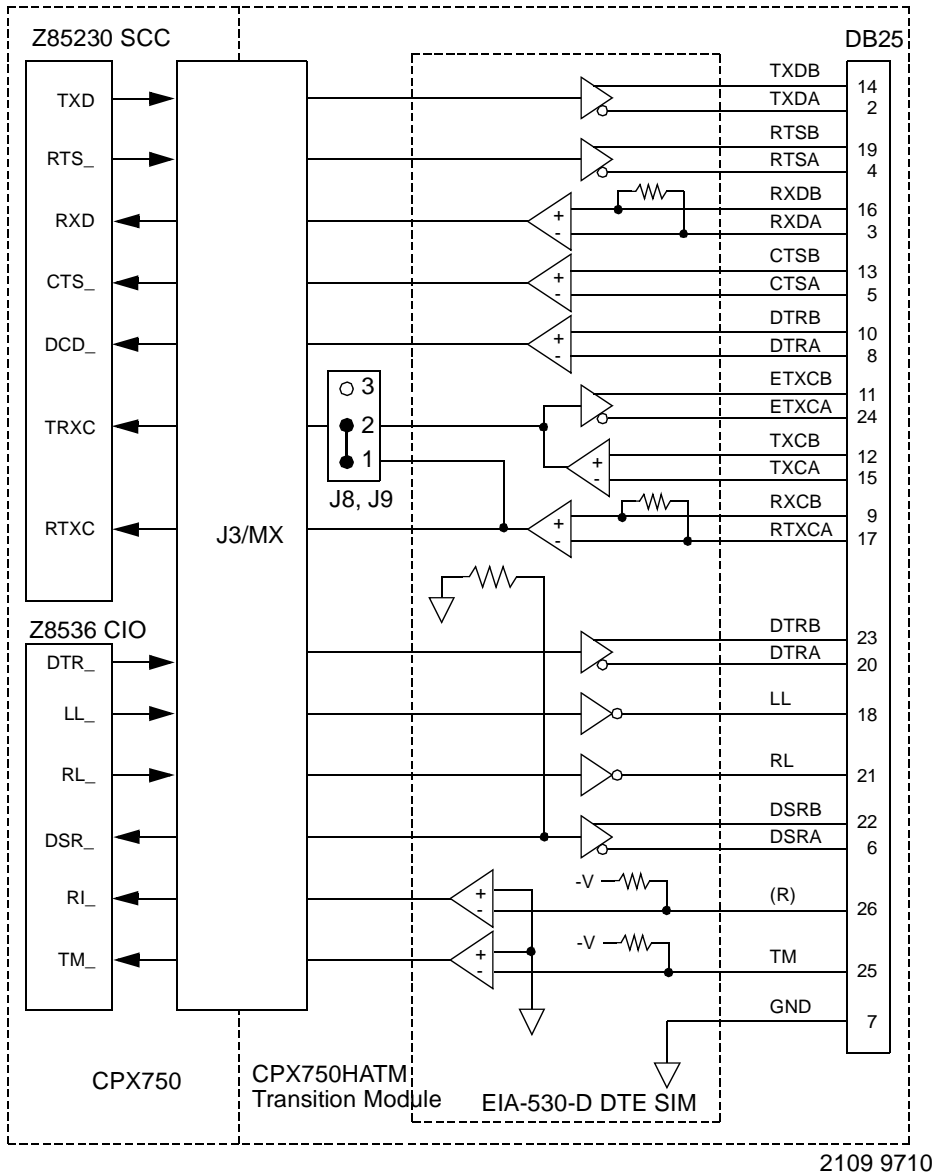 Z85230 SCC
DB25
TXD
TXDB
14
TXDA
2
RTS_
RTSB
19
RTSA
4
RXD
+
-
RXDB
16
RXDA
3
CTS_
+
-
CTSB
13
CTSA
5
DCD_
+
-
DTRB
10
DTRA
8
3
ETXCB
11
ETXCA
24
TRXC
2
1
+
TXCB
12
TXCA
15
J8, J9
RTXC
J3/MX
+
-
RXCB
9
RTXCA
17
Z8536 CIO
DTR_
DTRB
23
DTRA
20
LL_
LL
18
RL_
RL
21
DSR_
DSRB
22
DSRA
6
RI_
+
-
-V
(R)
26
TM_
+
-
-V
TM
25
GND
7
CPX750
CPX750HATM
Transition Module
EIA-530-D DTE SIM
2109 9710